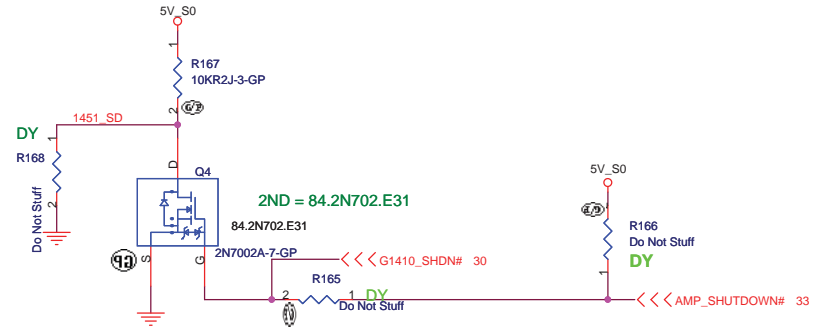 5V_S0
1
R167
10KR2J-3-GP
2
1451_SD
DY
1
R168
2
Do Not Stuff
D
Q4
2ND = 84.2N702.E31
84.2N702.E31
2N7002A-7-GP
S
G
G1410_SHDN# 30
R165
2
1
DY
Do Not Stuff
5V_S0
R166
Do Not Stuff
DY
1
AMP_SHUTDOWN# 33